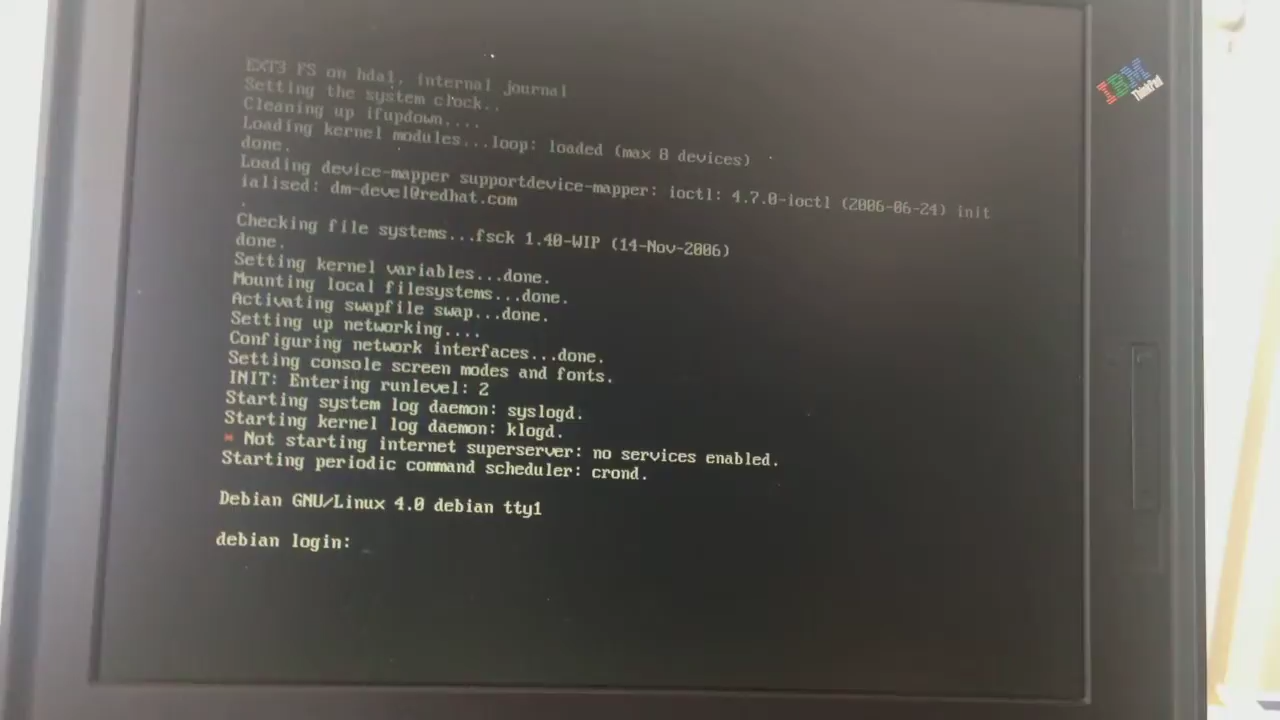 EXT3 FS on hda1, internal journal
Setting the system clock..
Cleaning up ifupdown....
Loading kernel modules...loop: loaded (max 8 devices)
done.
Loading device-mapper supportdevice-mapper: ioctl: 4.7.0-ioctl (2006-06-24) init
ialised: dm-devel@redhat.com
.
Checking file systems...fsck 1.40-WIP (14-Nov-2006)
done.
Setting kernel variables...done.
Mounting local filesystems...done.
Activating swapfile swap...done.
Setting up networking....
Configuring network interfaces...done.
Setting console screen modes and fonts.
INIT: Entering runlevel: 2
Starting system log daemon: syslogd.
Starting kernel log daemon: klogd.
* Not starting internet superserver: no services enabled.
Starting periodic command scheduler: crond.
Debian GNU/Linux 4.0 debian tty1
debian login: _
IBM
ThinkPad